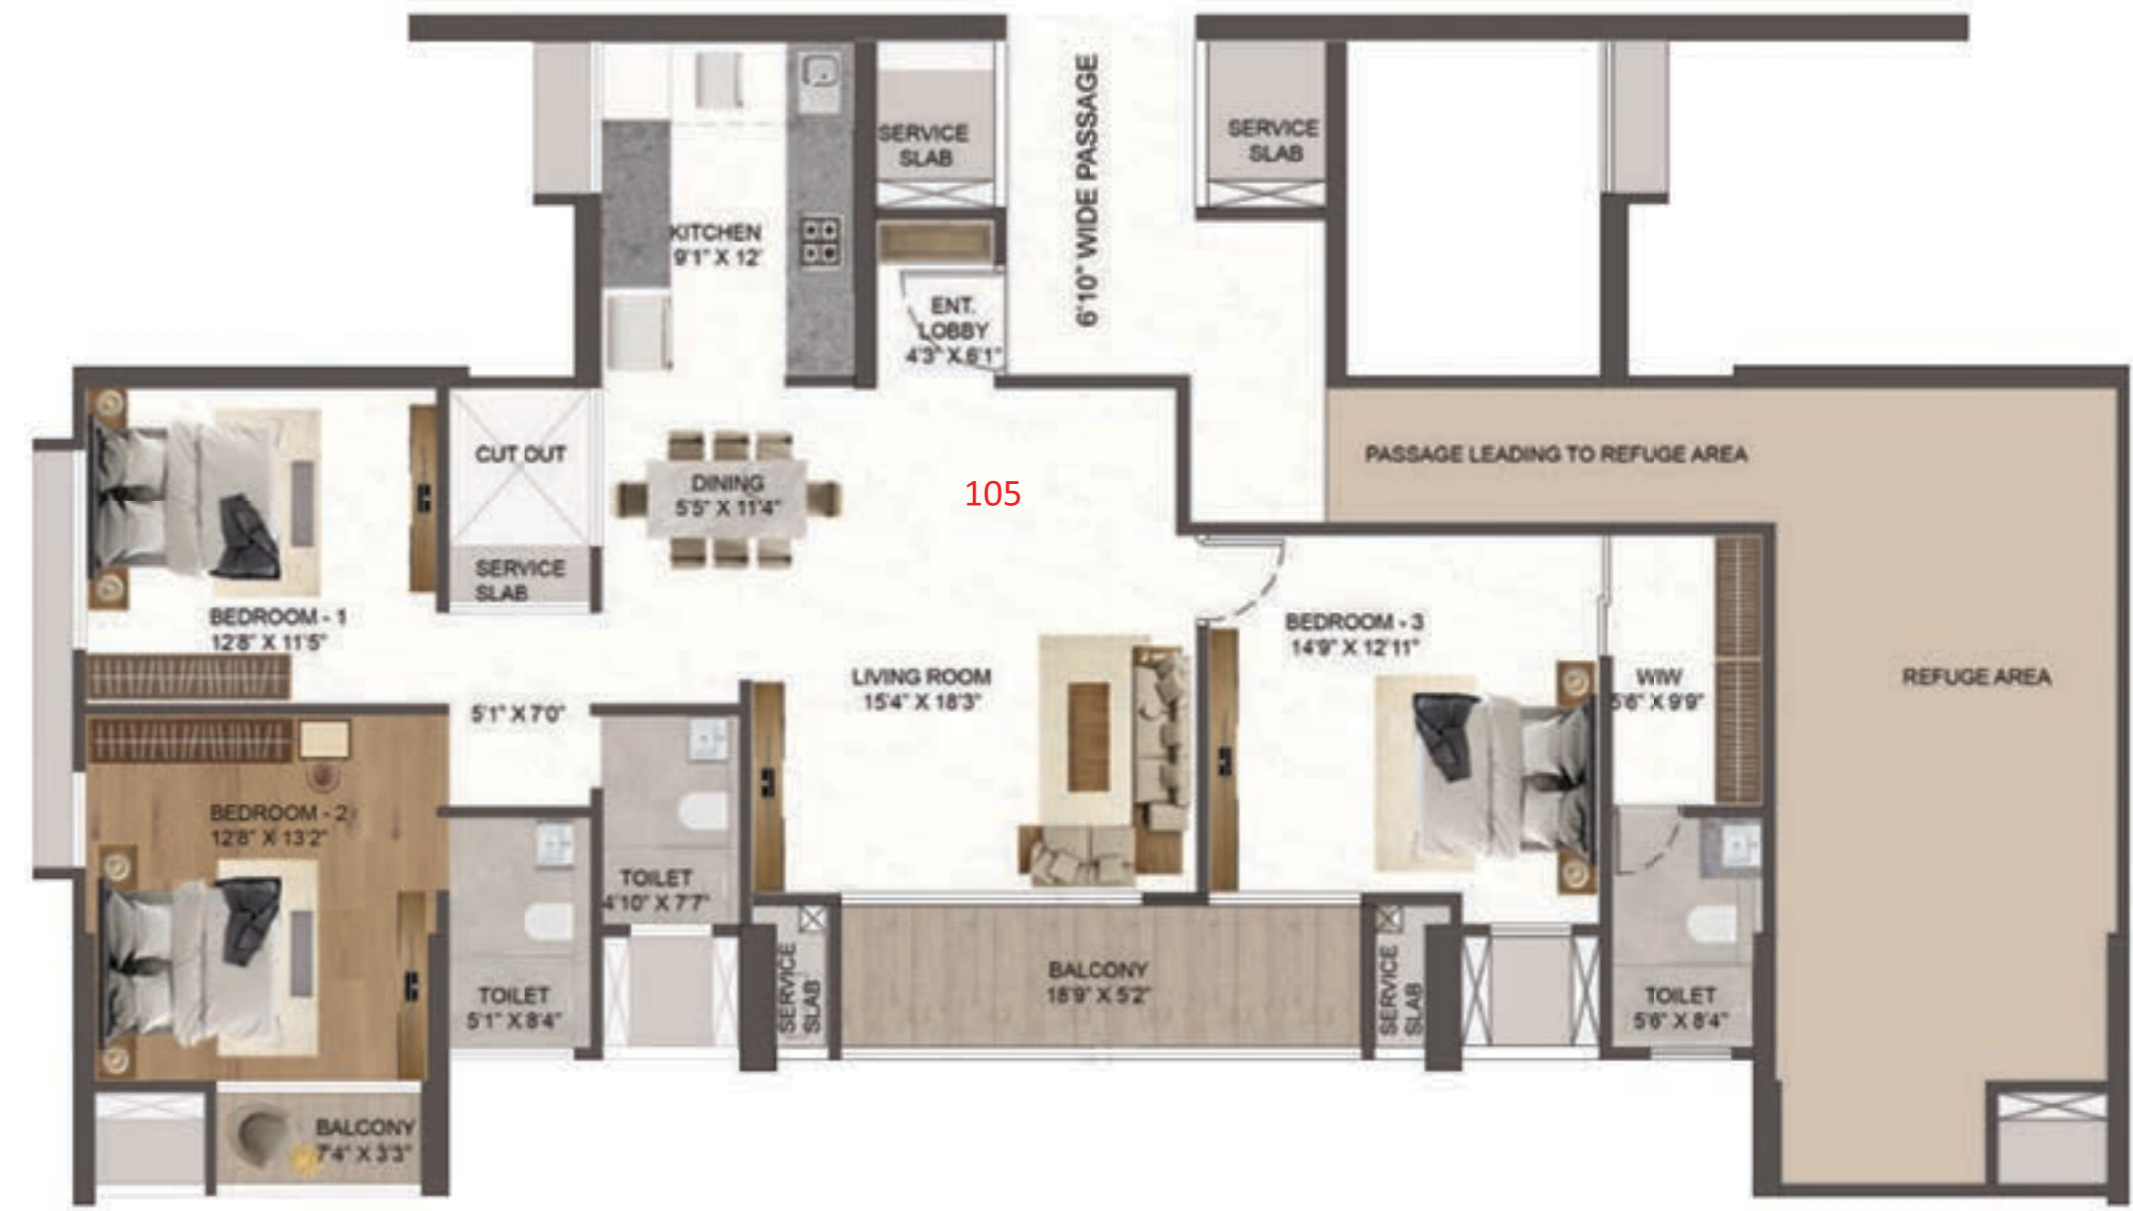 SERVICE
SLAB
6'10" WIDE PASSAGE
SERVICE
SLAB
KITCHEN
9'1" X 12'
ENT.
LOBBY
4'3" X 6'1"
CUT OUT
DINING
5'5" X 11'4"
105
PASSAGE LEADING TO REFUGE AREA
SERVICE
SLAB
BEDROOM - 1
12'8" X 11'5"
BEDROOM - 3
14'9" X 12'11"
LIVING ROOM
15'4" X 18'3"
WIW
5'6" X 9'9"
REFUGE AREA
5'1" X 7'0"
BEDROOM - 2
12'8" X 13'2"
TOILET
4'10" X 7'7"
TOILET
5'1" X 8'4"
SERVICE
SLAB
BALCONY
18'9" X 5'2"
SERVICE
SLAB
TOILET
5'6" X 8'4"
BALCONY
7'4" X 3'3"